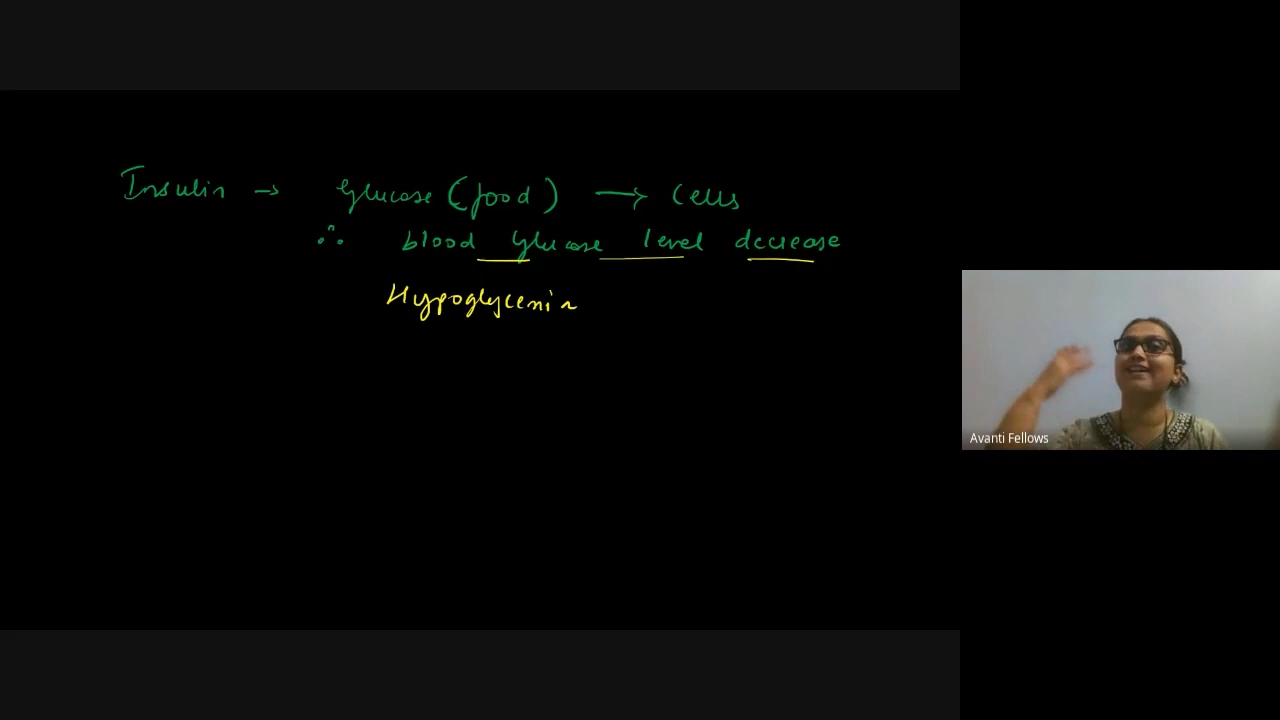 Insulin → Glucose (food) → Cells
∴ blood glucose level decrease
Hypoglycemia
Avanti Fellows